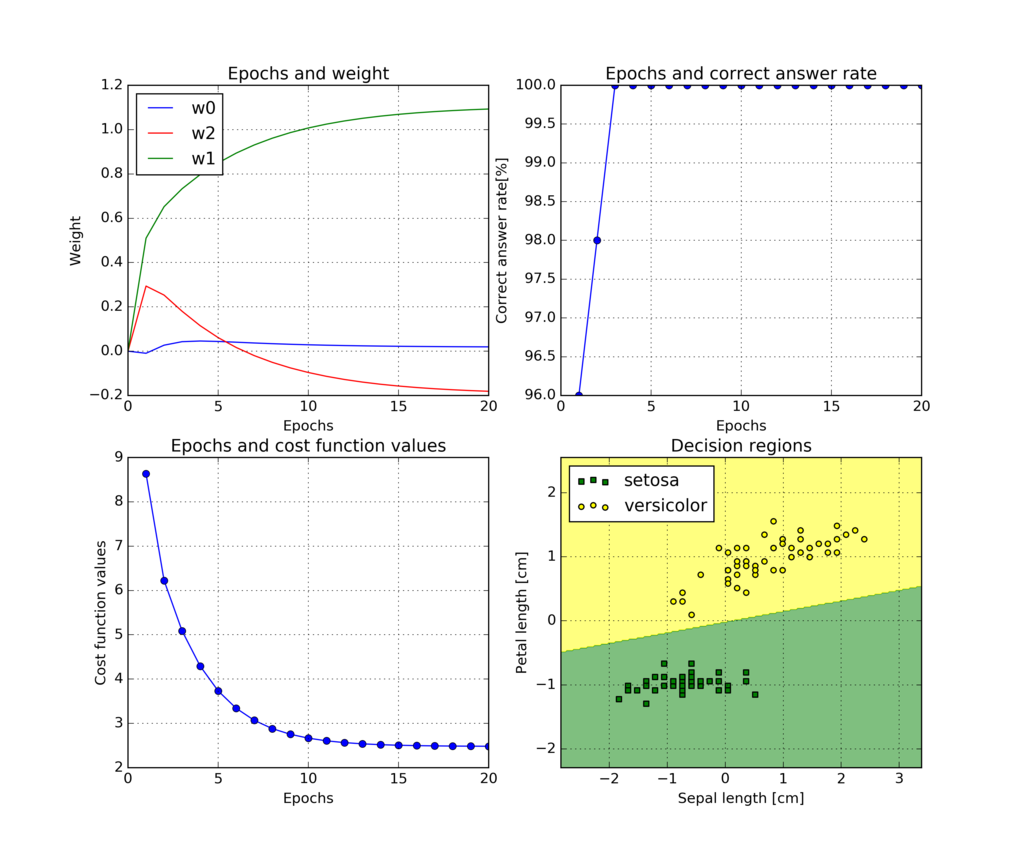 Epochs and weight
1.2
1.0
0.8
0.6
0.4
0.2
0.0
−0.2
Weight
w0
w2
w1
0 5 10 15 20
Epochs
Epochs and correct answer rate
100.0
99.5
99.0
98.5
98.0
97.5
97.0
96.5
96.0
Correct answer rate[%]
0 5 10 15 20
Epochs
Epochs and cost function values
9
8
7
6
5
4
3
2
Cost function values
0 5 10 15 20
Epochs
Decision regions
setosa
versicolor
2
1
0
−1
−2
Petal length [cm]
−2 −1 0 1 2 3
Sepal length [cm]